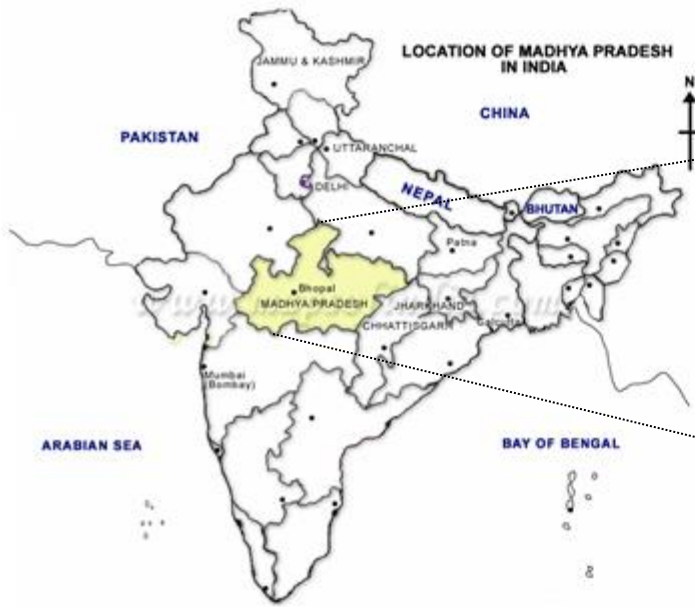 LOCATION OF MADHYA PRADESH
IN INDIA
N
JAMMU & KASHMIR
CHINA
PAKISTAN
UTTARANCHAL
DELHI
NEPAL
BHUTAN
Patna
Bhopal
MADHYA PRADESH
JHARKHAND
CHHATTISGARH
Calcutta
Mumbai
(Bombay)
ARABIAN SEA
BAY OF BENGAL